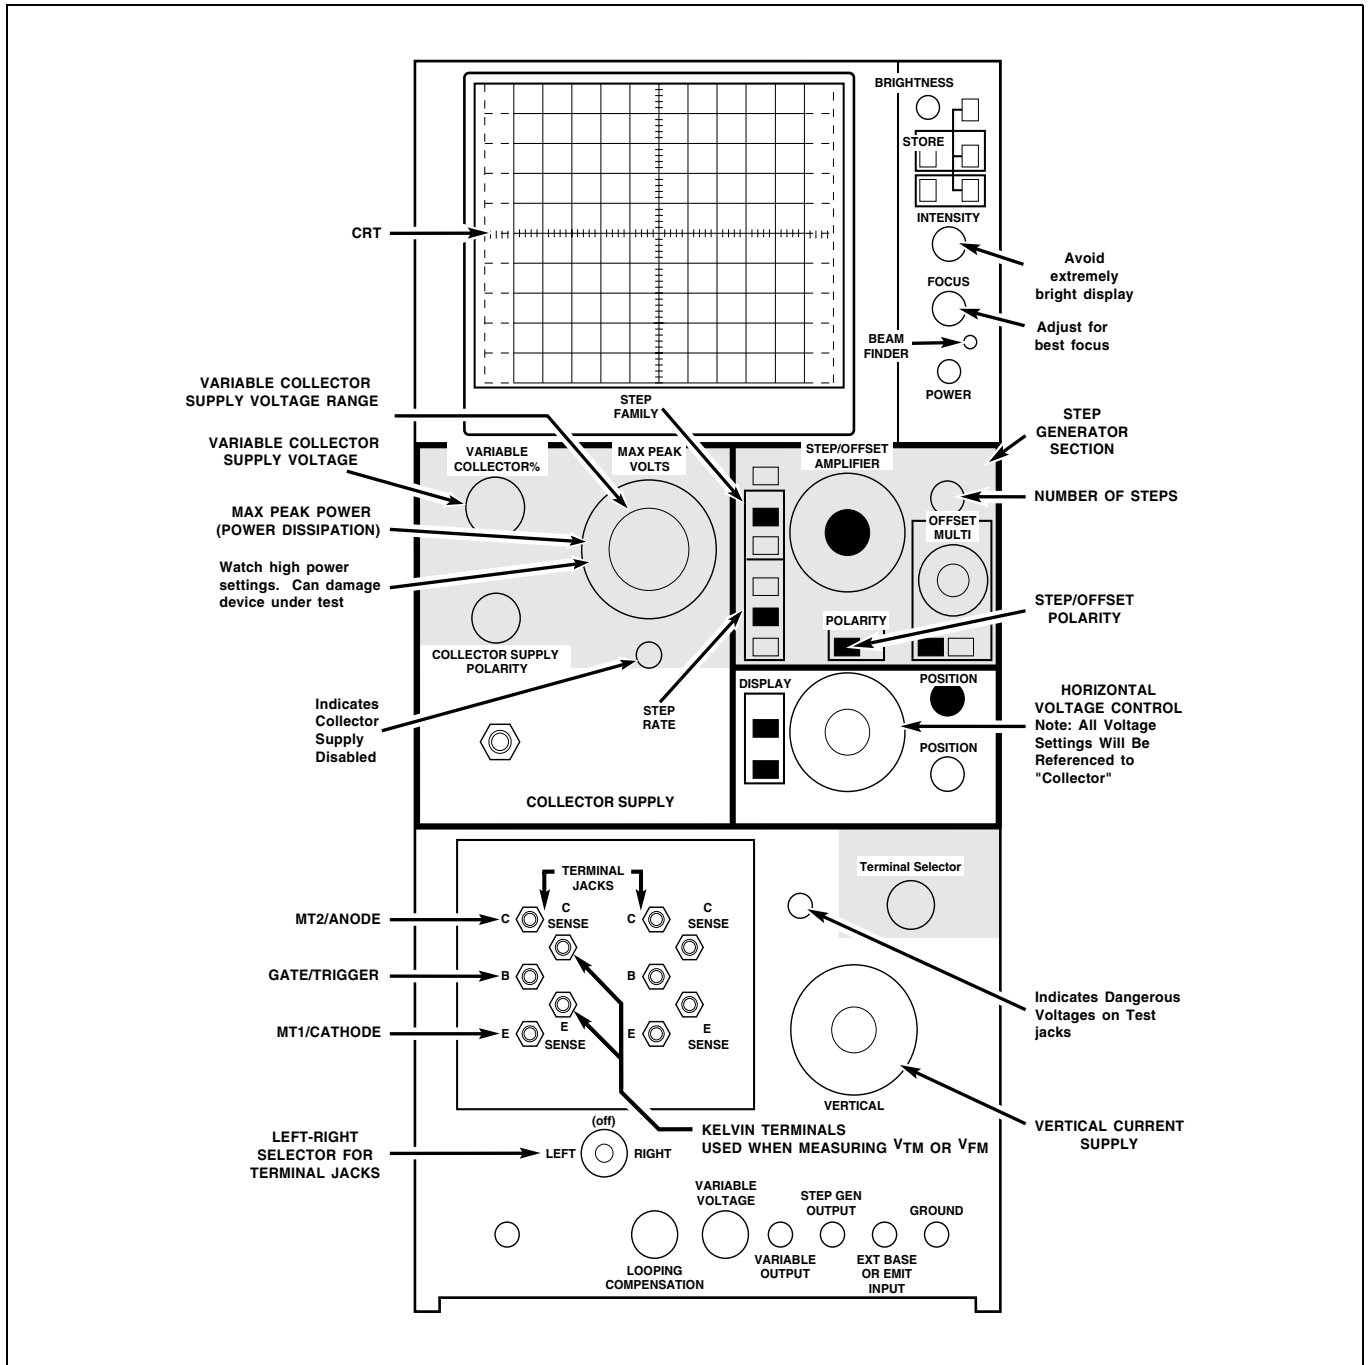 BRIGHTNESS
STORE
INTENSITY
CRT
Avoid
extremely
bright display
FOCUS
Adjust for
best focus
BEAM
FINDER
POWER
VARIABLE COLLECTOR
SUPPLY VOLTAGE RANGE
STEP
FAMILY
STEP
GENERATOR
SECTION
VARIABLE COLLECTOR
SUPPLY VOLTAGE
VARIABLE
COLLECTOR%
MAX PEAK
VOLTS
STEP/OFFSET
AMPLIFIER
NUMBER OF STEPS
MAX PEAK POWER
(POWER DISSIPATION)
OFFSET
MULTI
Watch high power
settings. Can damage
device under test
STEP/OFFSET
POLARITY
POLARITY
COLLECTOR SUPPLY
POLARITY
Indicates
Collector
Supply
Disabled
STEP
RATE
DISPLAY
POSITION
HORIZONTAL
VOLTAGE CONTROL
Note: All Voltage
Settings Will Be
Referenced to
"Collector"
POSITION
COLLECTOR SUPPLY
TERMINAL
JACKS
Terminal Selector
MT2/ANODE
C
C
SENSE
C
C
SENSE
GATE/TRIGGER
B
B
MT1/CATHODE
E
E
SENSE
E
E
SENSE
Indicates Dangerous
Voltages on Test
jacks
VERTICAL
VERTICAL CURRENT
SUPPLY
KELVIN TERMINALS
USED WHEN MEASURING VTM OR VFM
LEFT-RIGHT
SELECTOR FOR
TERMINAL JACKS
(off)
LEFT
RIGHT
VARIABLE
VOLTAGE
STEP GEN
OUTPUT
GROUND
LOOPING
COMPENSATION
VARIABLE
OUTPUT
EXT BASE
OR EMIT
INPUT